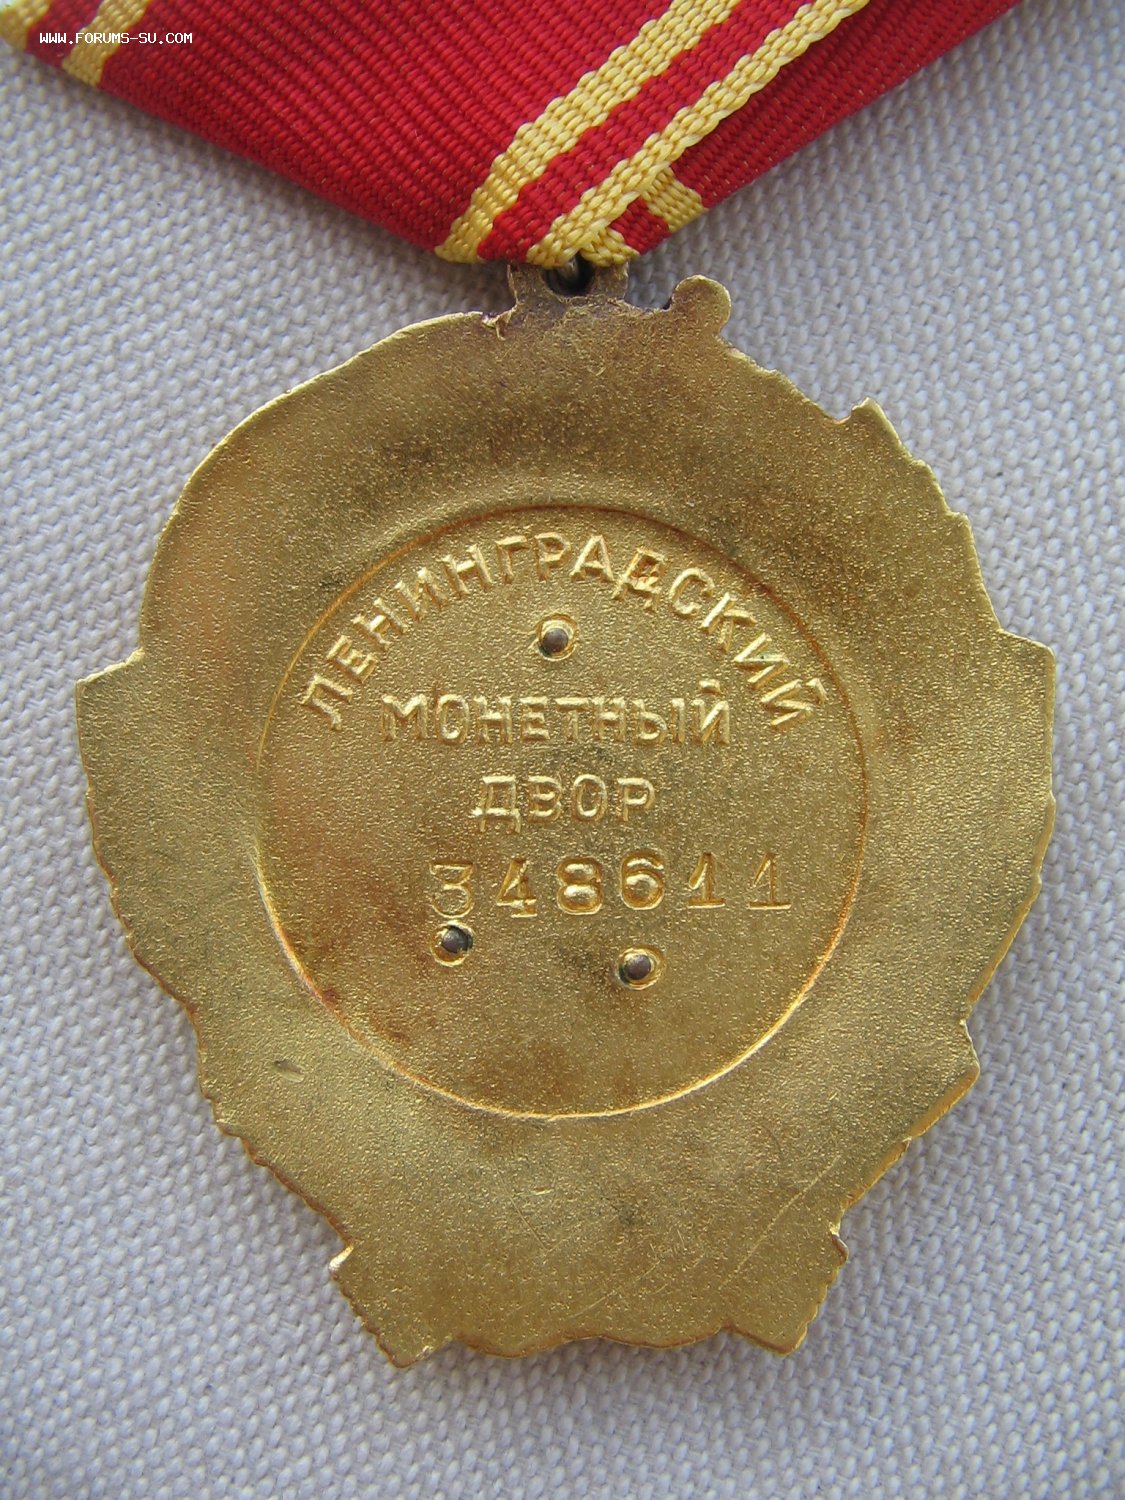 WWW.FORUMS-SU.COM
ЛЕНИНГРАДСКИЙ
МОНЕТНЫЙ
ДВОР
348611